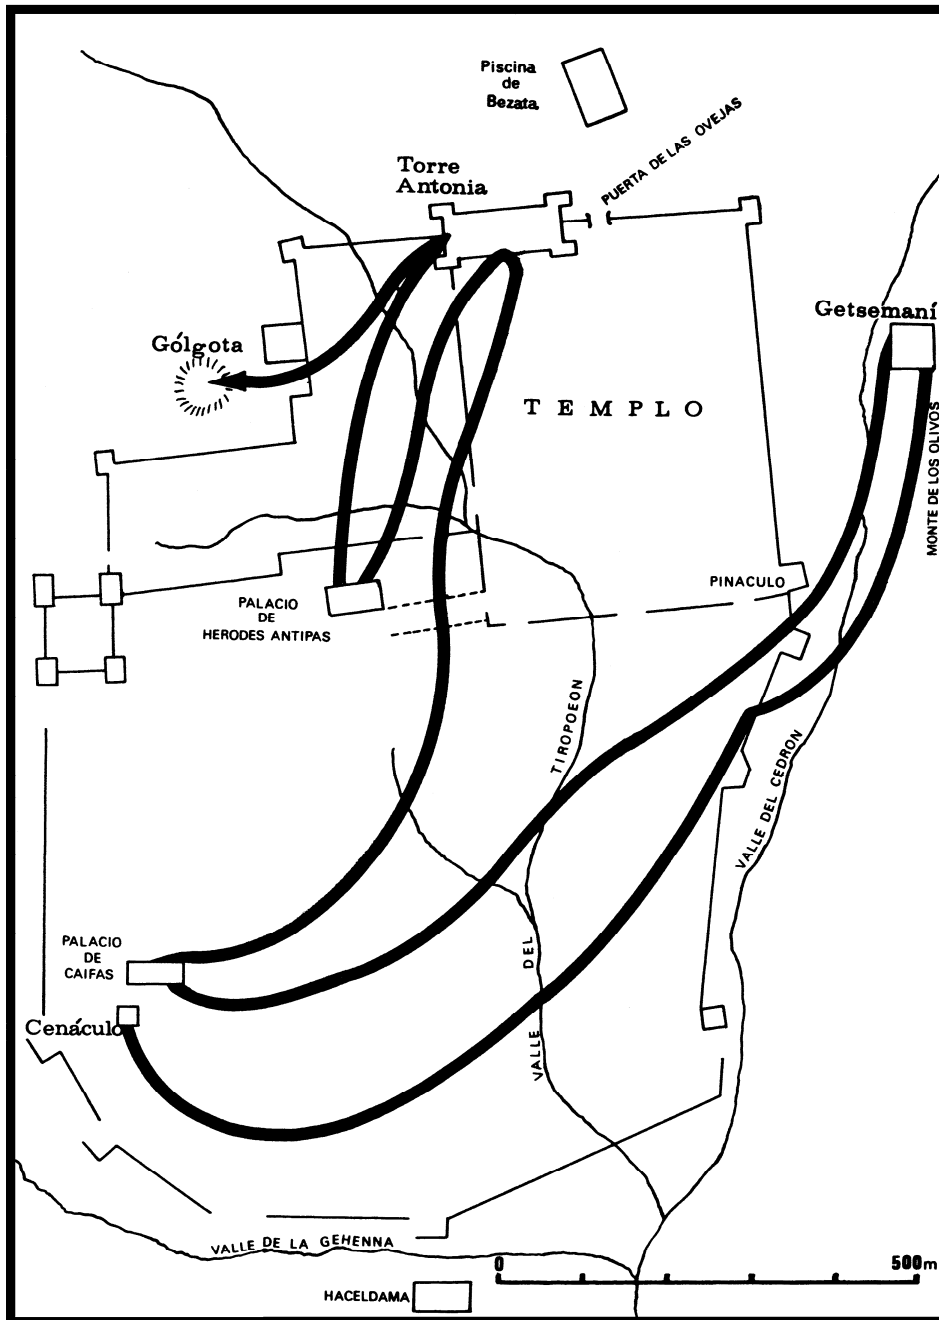 Piscina
de
Bezata
PUERTA DE LAS OVEJAS
Torre
Antonia
Getsemaní
Gólgota
TEMPLO
MONTE DE LOS OLIVOS
PINACULO
PALACIO
DE
HERODES ANTIPAS
VALLE DEL TIROPOEON
VALLE DEL CEDRON
PALACIO
DE
CAIFAS
Cenáculo
VALLE DE LA GEHENNA
0 500m
HACELDAMA